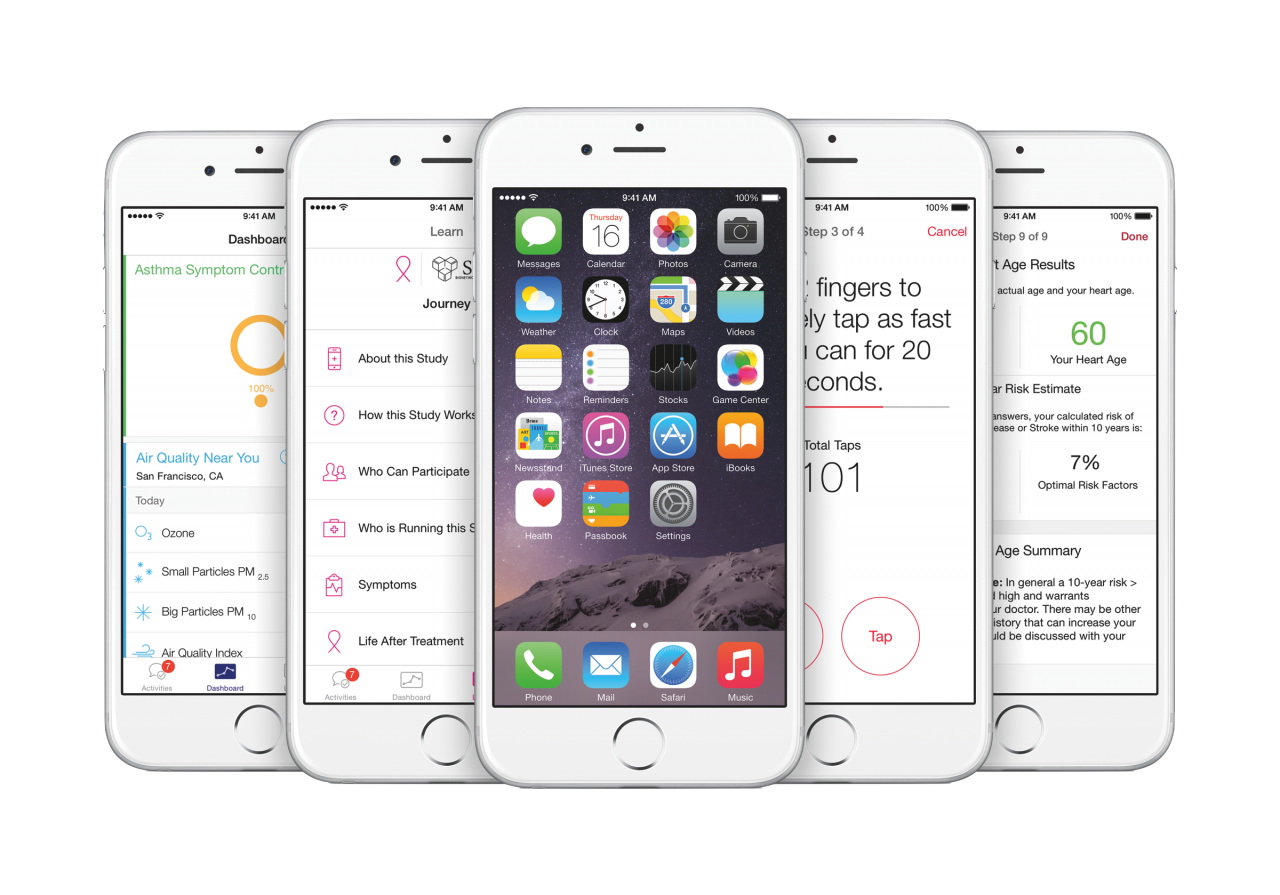 9:41 AM
Dashboard
Asthma Symptom Contr
100%
Air Quality Near You
San Francisco, CA
Today
O3 Ozone
Small Particles PM 2.5
Big Particles PM 10
Air Quality Index
7
Activities
Dashboard
9:41 AM
Learn
S
Journey
About this Study
How this Study Works
Who Can Participate
Who is Running this S
Symptoms
Life After Treatment
7
Activities
Dashboard
9:41 AM 100%
Thursday
16
Messages Calendar Photos Camera
280
Weather Clock Maps Videos
Notes Reminders Stocks Game Center
News
ART TRAVEL SPORTS
Newsstand iTunes Store App Store iBooks
Health Passbook Settings
Phone Mail Safari Music
9:41 AM 100%
Step 3 of 4 Cancel
fingers to
ely tap as fast
can for 20
conds.
Total Taps
101
Tap
9:41 AM 100%
Step 9 of 9 Done
t Age Results
actual age and your heart age.
60
Your Heart Age
ar Risk Estimate
answers, your calculated risk of
ease or Stroke within 10 years is:
7%
Optimal Risk Factors
Age Summary
e: In general a 10-year risk >
d high and warrants
ur doctor. There may be other
istory that can increase your
uld be discussed with your